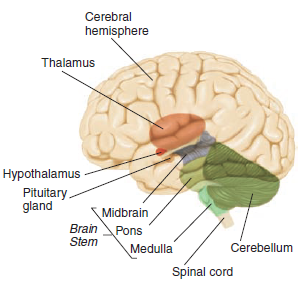 Cerebral
hemisphere
Thalamus
Hypothalamus
Pituitary
gland
Midbrain
Brain
Stem
Pons
Medulla
Cerebellum
Spinal cord